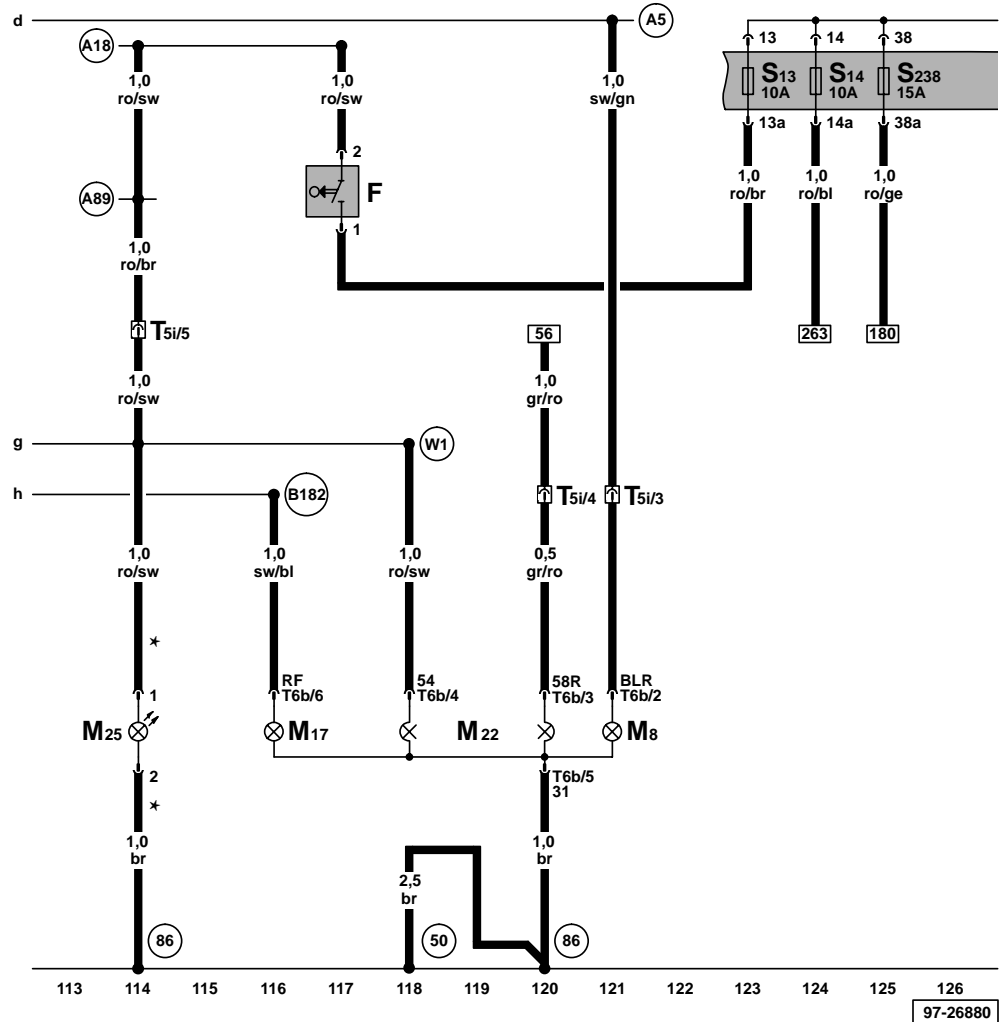 d
A5
A18
13 14 38
S13 S14 S238
10A 10A 15A
1,0 1,0 1,0
ro/sw ro/sw sw/gn
13a 14a 38a
2
F
1
1,0 1,0 1,0
ro/br ro/bl ro/ge
A89
1,0
ro/br
T5i/5
56
263 180
1,0 1,0
ro/sw gr/ro
g
W1
h
B182
T5i/4 T5i/3
1,0 1,0 1,0 0,5
ro/sw sw/bl ro/sw gr/ro
*
1
RF 54 58R BLR
T6b/6 T6b/4 T6b/3 T6b/2
M25 M17 M22 M8
2
T6b/5
31
*
1,0 1,0
br br
2,5
br
86 50 86
113 114 115 116 117 118 119 120 121 122 123 124 125 126
97-26880